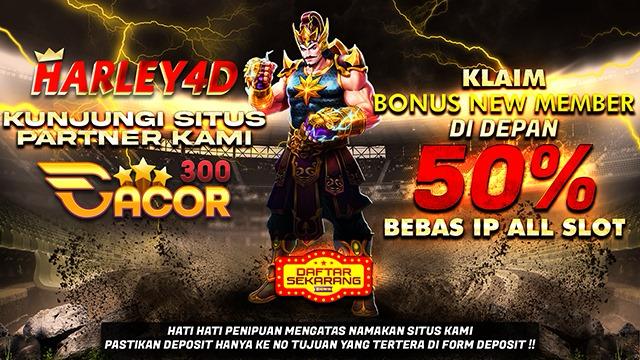 HARLEY4D
KUNJUNGI SITUS
PARTNER KAMI
GACOR 300
KLAIM
BONUS NEW MEMBER
DI DEPAN
50%
BEBAS IP ALL SLOT
DAFTAR
SEKARANG
HATI HATI PENIPUAN MENGATAS NAMAKAN SITUS KAMI
PASTIKAN DEPOSIT HANYA KE NO TUJUAN YANG TERTERA DI FORM DEPOSIT !!